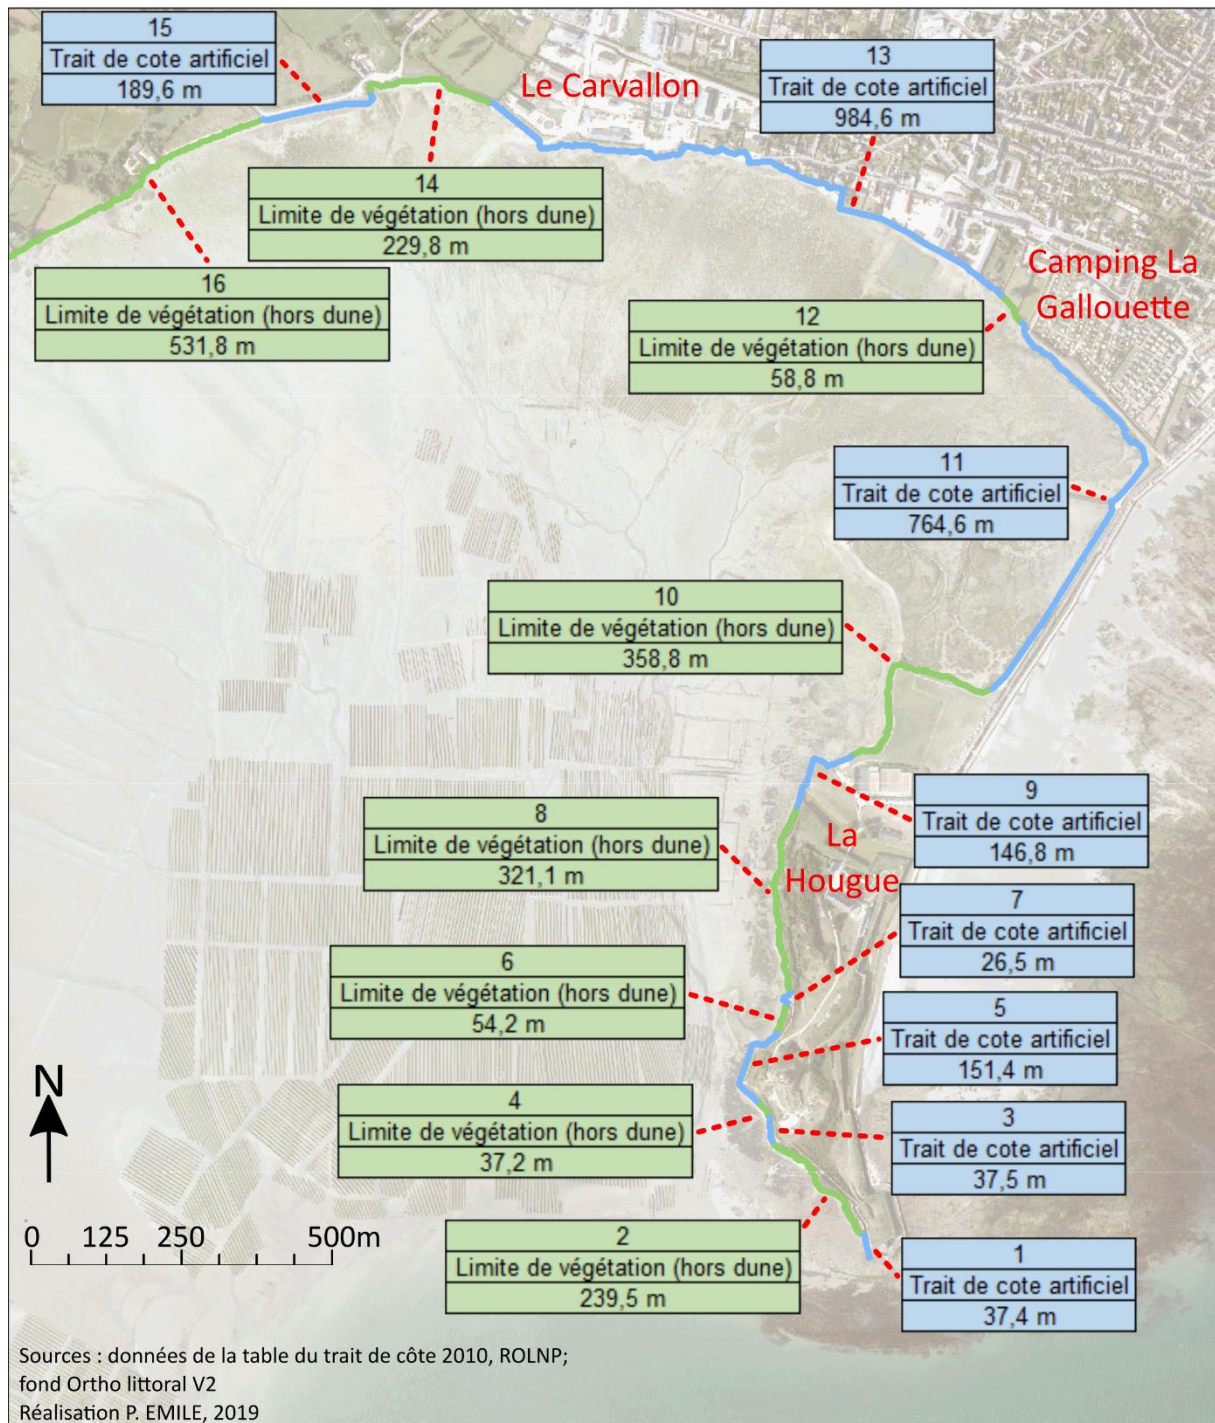 15
Trait de cote artificiel
189,6 m
Le Carvallon
13
Trait de cote artificiel
984,6 m
14
Limite de végétation (hors dune)
229,8 m
16
Limite de végétation (hors dune)
531,8 m
Camping La
Gallouette
12
Limite de végétation (hors dune)
58,8 m
11
Trait de cote artificiel
764,6 m
10
Limite de végétation (hors dune)
358,8 m
9
Trait de cote artificiel
146,8 m
8
Limite de végétation (hors dune)
321,1 m
La
Hougue
7
Trait de cote artificiel
26,5 m
6
Limite de végétation (hors dune)
54,2 m
5
Trait de cote artificiel
151,4 m
4
Limite de végétation (hors dune)
37,2 m
3
Trait de cote artificiel
37,5 m
2
Limite de végétation (hors dune)
239,5 m
1
Trait de cote artificiel
37,4 m
N
0 125 250 500m
Sources : données de la table du trait de côte 2010, ROLNP;
fond Ortho littoral V2
Réalisation P. EMILE, 2019